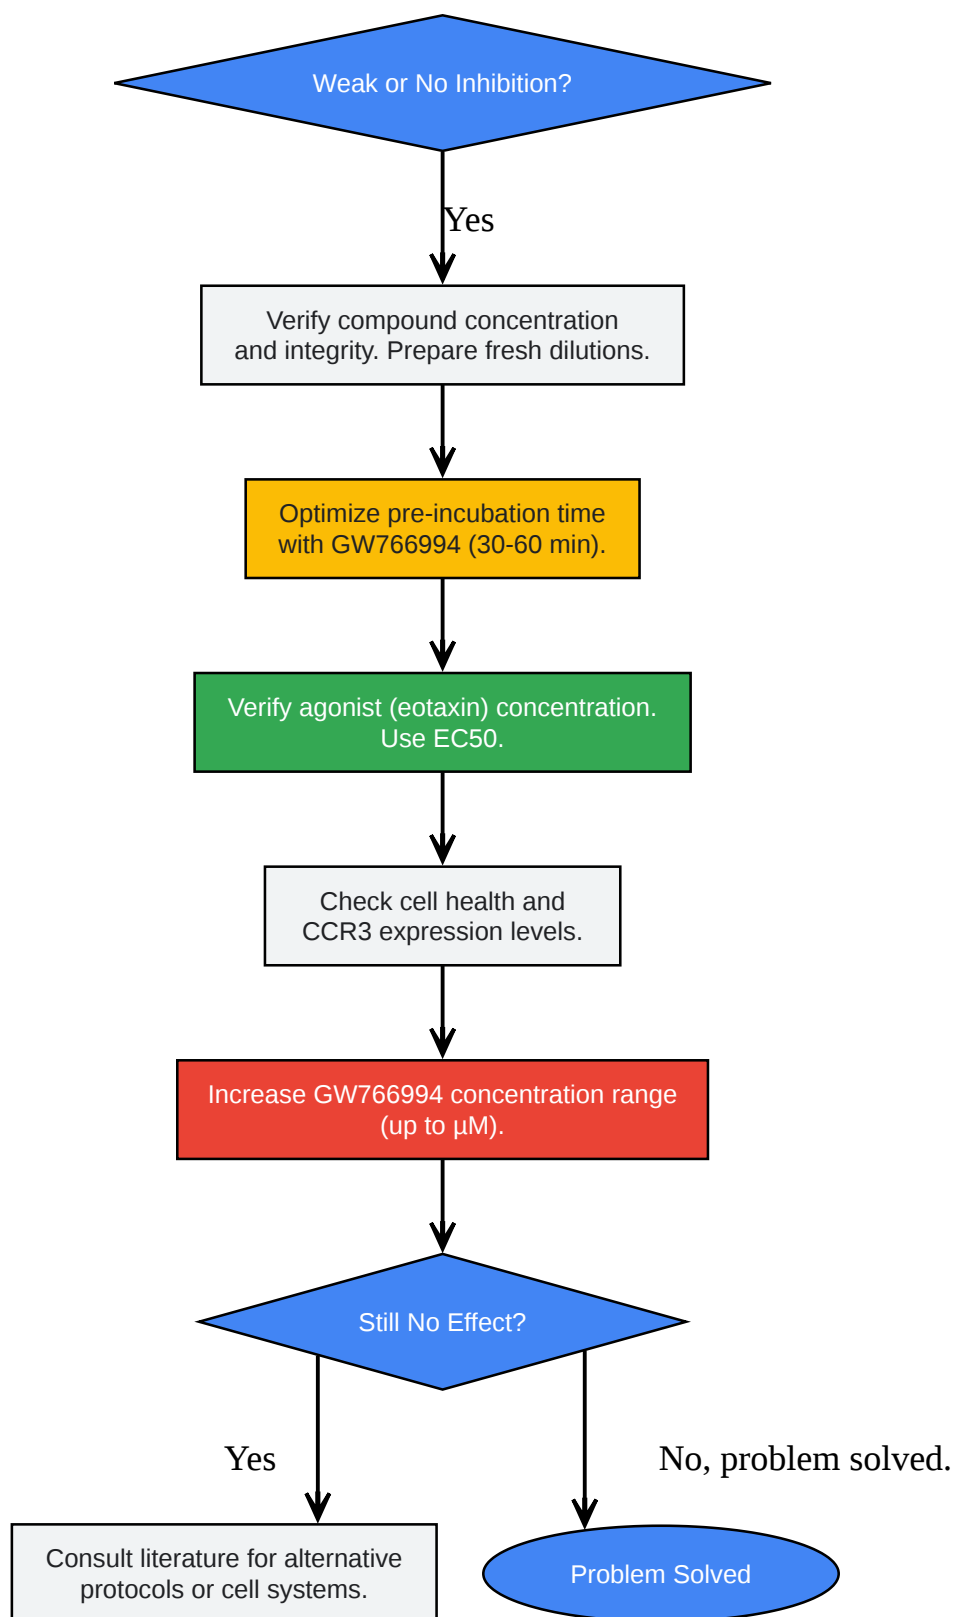 Weak or No Inhibition?
Yes
Verify compound concentration
and integrity. Prepare fresh dilutions.
Optimize pre-incubation time
with GW766994 (30-60 min).
Verify agonist (eotaxin) concentration.
Use EC50.
Check cell health and
CCR3 expression levels.
Increase GW766994 concentration range
(up to µM).
Still No Effect?
Yes
No, problem solved.
Consult literature for alternative
protocols or cell systems.
Problem Solved